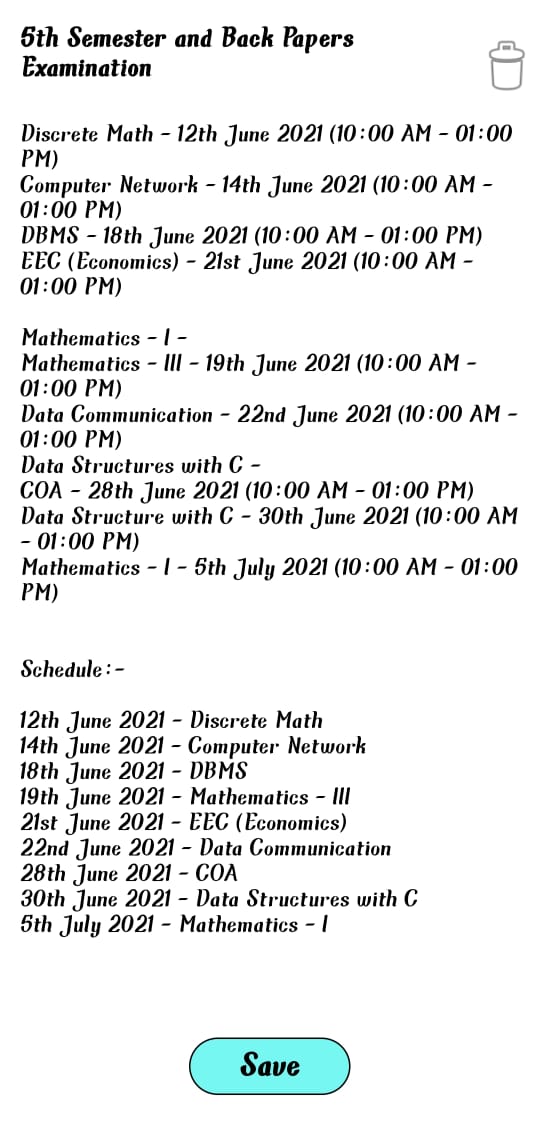 5th Semester and Back Papers
Examination
Discrete Math - 12th June 2021 (10:00 AM - 01:00
PM)
Computer Network - 14th June 2021 (10:00 AM -
01:00 PM)
DBMS - 18th June 2021 (10:00 AM - 01:00 PM)
EEC (Economics) - 21st June 2021 (10:00 AM -
01:00 PM)
Mathematics - I -
Mathematics - III - 19th June 2021 (10:00 AM -
01:00 PM)
Data Communication - 22nd June 2021 (10:00 AM -
01:00 PM)
Data Structures with C -
COA - 28th June 2021 (10:00 AM - 01:00 PM)
Data Structure with C - 30th June 2021 (10:00 AM
- 01:00 PM)
Mathematics - I - 5th July 2021 (10:00 AM - 01:00
PM)
Schedule:-
12th June 2021 - Discrete Math
14th June 2021 - Computer Network
18th June 2021 - DBMS
19th June 2021 - Mathematics - III
21st June 2021 - EEC (Economics)
22nd June 2021 - Data Communication
28th June 2021 - COA
30th June 2021 - Data Structures with C
5th July 2021 - Mathematics - I
Save